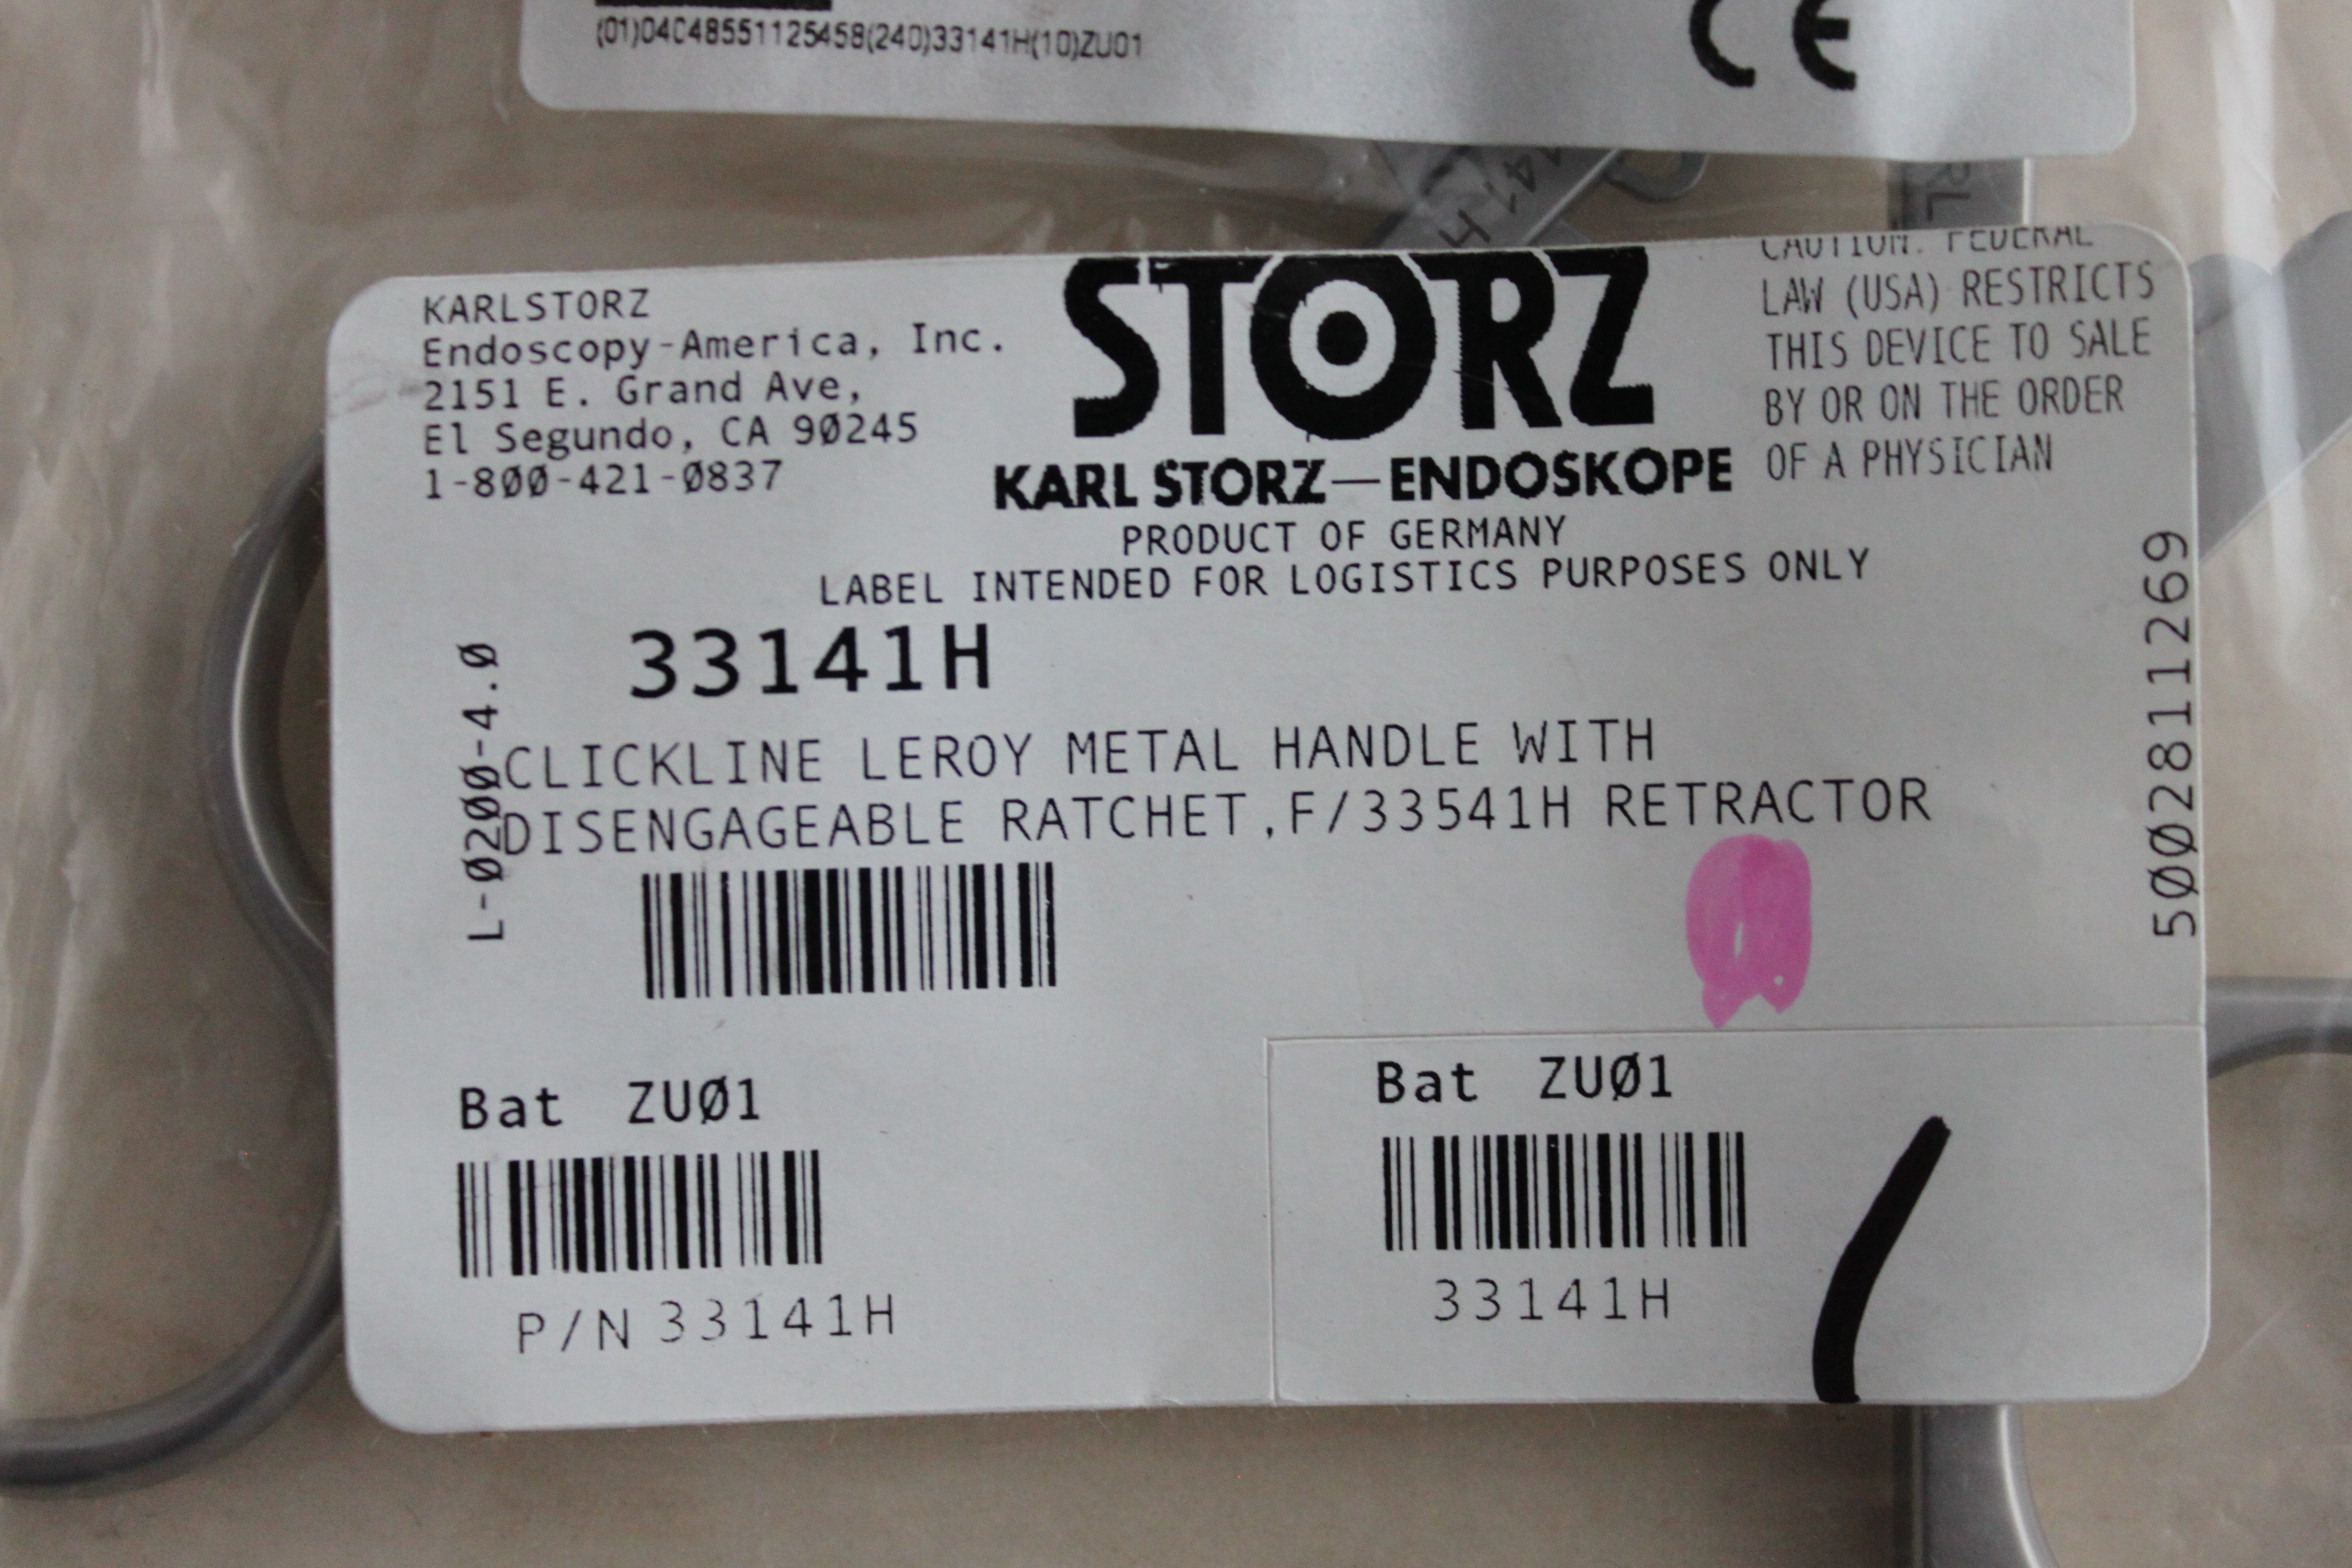 (01)04048551125458(240)33141H(10)ZU01
CE
41H
RL
KARLSTORZ
Endoscopy-America, Inc.
2151 E. Grand Ave,
El Segundo, CA 90245
1-800-421-0837
STORZ
KARL STORZ—ENDOSKOPE
CAUTION: FEDERAL
LAW (USA) RESTRICTS
THIS DEVICE TO SALE
BY OR ON THE ORDER
OF A PHYSICIAN
PRODUCT OF GERMANY
LABEL INTENDED FOR LOGISTICS PURPOSES ONLY
L-0200-4.0
33141H
5002811269
CLICKLINE LEROY METAL HANDLE WITH
DISENGAGEABLE RATCHET,F/33541H RETRACTOR
Bat ZU01
P/N 33141H
Bat ZU01
33141H